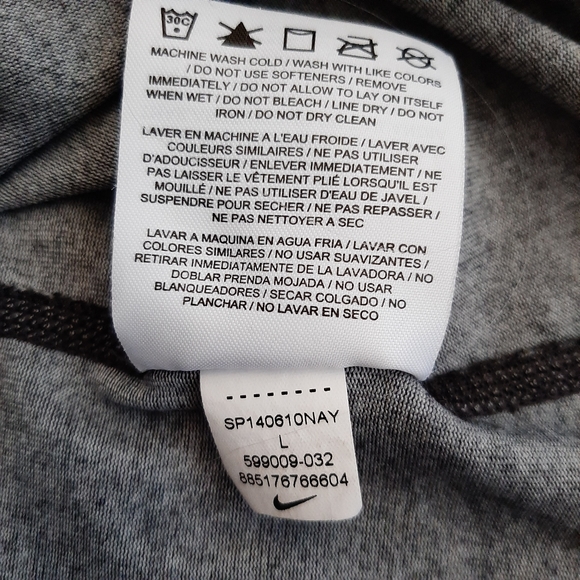 30C
MACHINE WASH COLD / WASH WITH LIKE COLORS
/ DO NOT USE SOFTENERS / REMOVE
IMMEDIATELY / DO NOT ALLOW TO LAY ON ITSELF
WHEN WET / DO NOT BLEACH / LINE DRY / DO NOT
IRON / DO NOT DRY CLEAN
LAVER EN MACHINE A L'EAU FROIDE / LAVER AVEC
COULEURS SIMILAIRES / NE PAS UTILISER
D'ADOUCISSEUR / ENLEVER IMMEDIATEMENT / NE
PAS LAISSER LE VÊTEMENT PLIÉ LORSQU'IL EST
MOUILLÉ / NE PAS UTILISER D'EAU DE JAVEL /
SUSPENDRE POUR SECHER / NE PAS REPASSER /
NE PAS NETTOYER A SEC
LAVAR A MAQUINA EN AGUA FRIA / LAVAR CON
COLORES SIMILARES / NO USAR SUAVIZANTES /
RETIRAR INMEDIATAMENTE DE LA LAVADORA / NO
DOBLAR PRENDA MOJADA / NO USAR
BLANQUEADORES / SECAR COLGADO / NO
PLANCHAR / NO LAVAR EN SECO
SP140610NAY
L
599009-032
885176766604